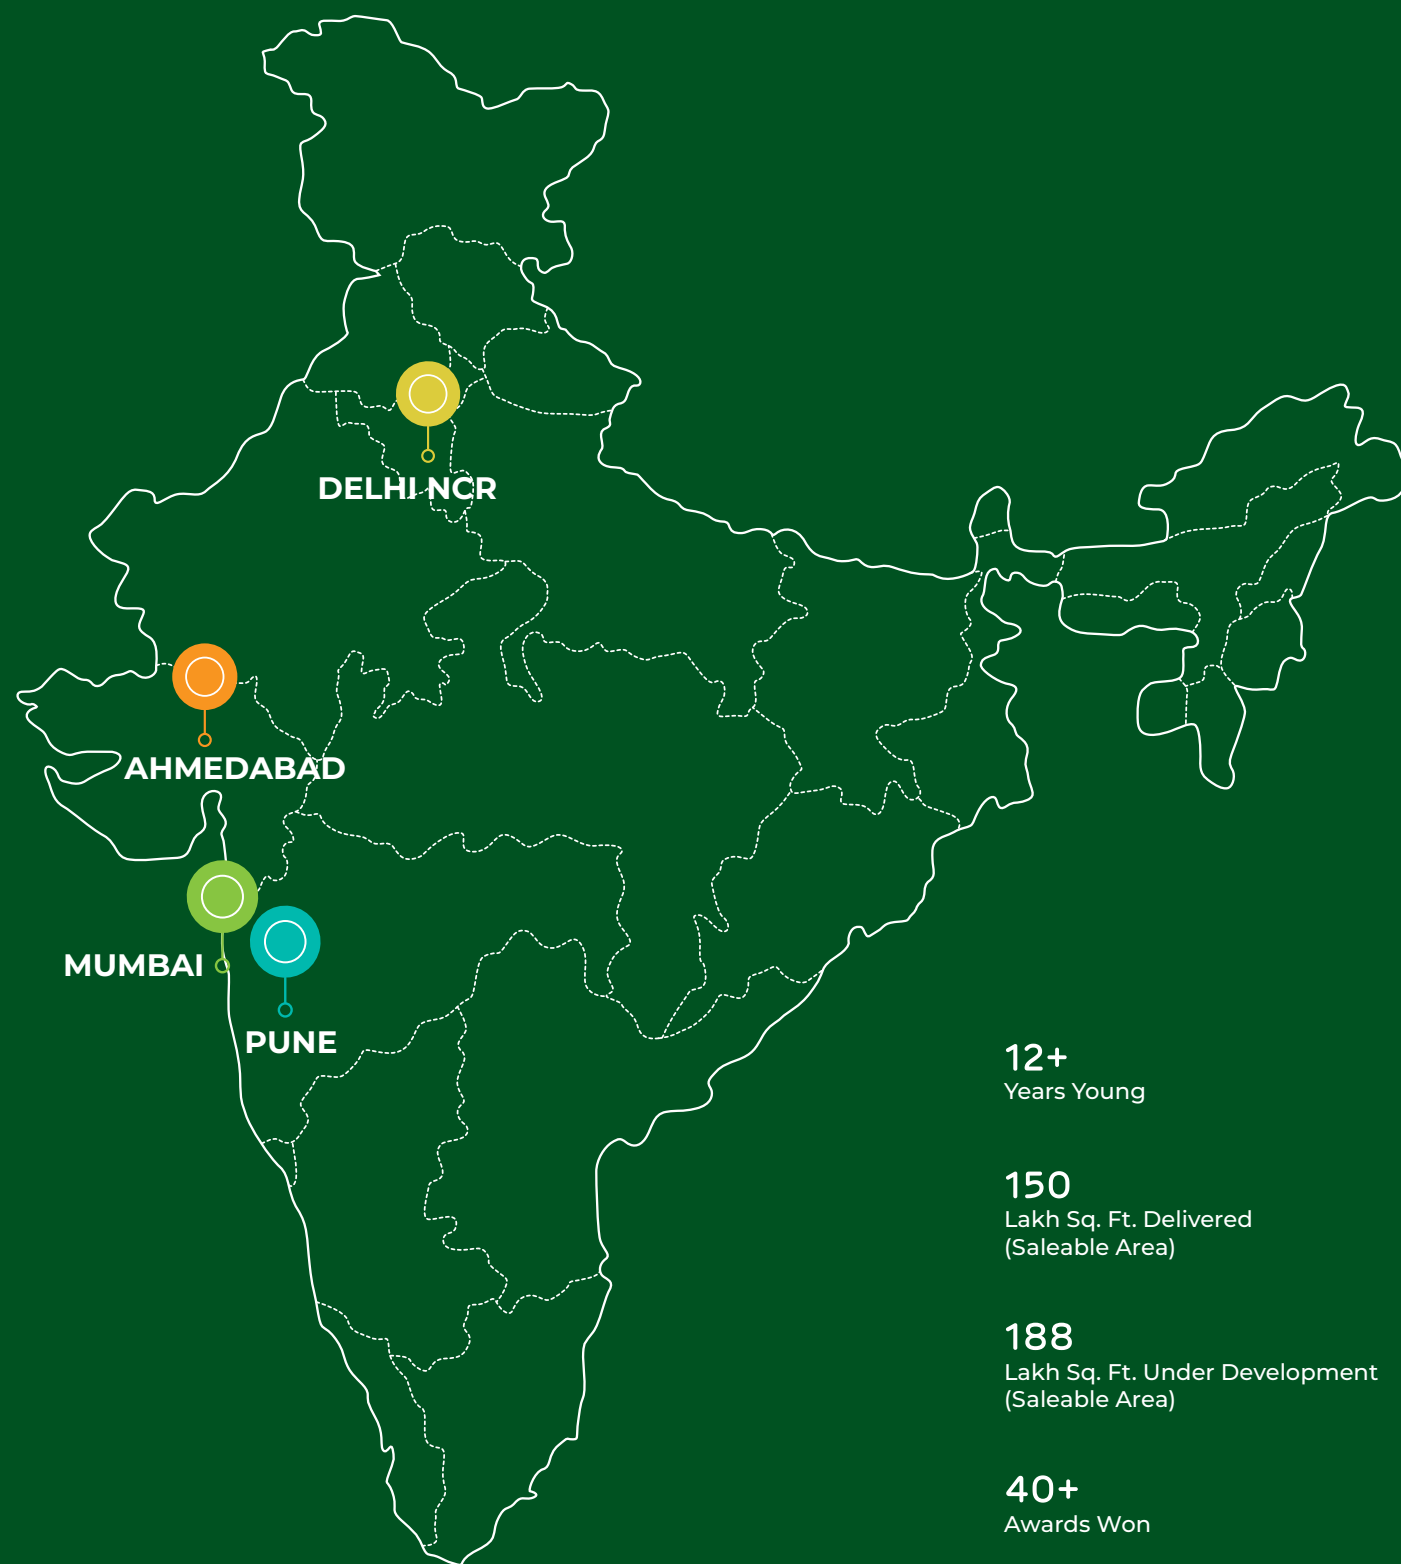 DELHI NCR
AHMEDABAD
MUMBAI
PUNE
12+
Years Young
150
Lakh Sq. Ft. Delivered
(Saleable Area)
188
Lakh Sq. Ft. Under Development
(Saleable Area)
40+
Awards Won